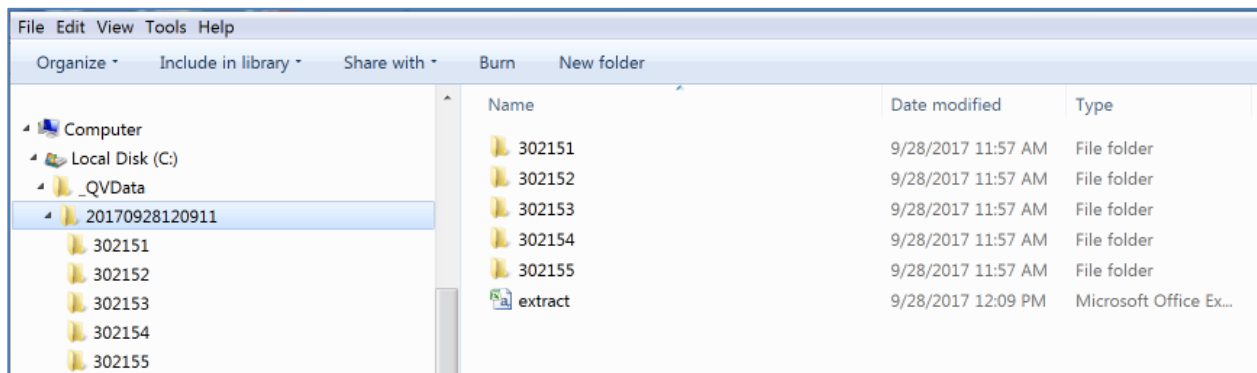 File Edit View Tools Help
Organize Include in library Share with Burn New folder
Computer
Local Disk (C:)
_QVData
20170928120911
302151
302152
302153
302154
302155
Name Date modified Type
302151 9/28/2017 11:57 AM File folder
302152 9/28/2017 11:57 AM File folder
302153 9/28/2017 11:57 AM File folder
302154 9/28/2017 11:57 AM File folder
302155 9/28/2017 11:57 AM File folder
extract 9/28/2017 12:09 PM Microsoft Office Ex...